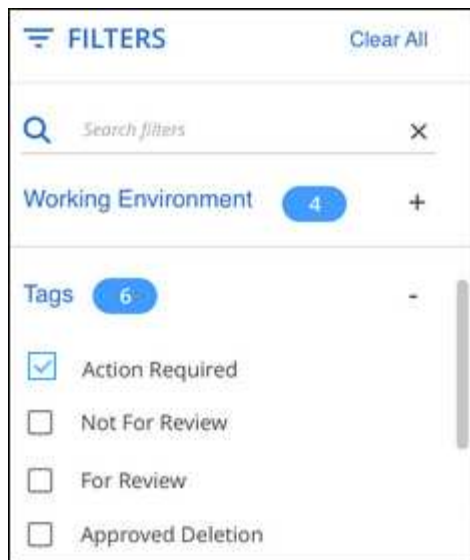 FILTERS Clear All
Search filters ×
Working Environment 4 +
Tags 6 -
Action Required
Not For Review
For Review
Approved Deletion